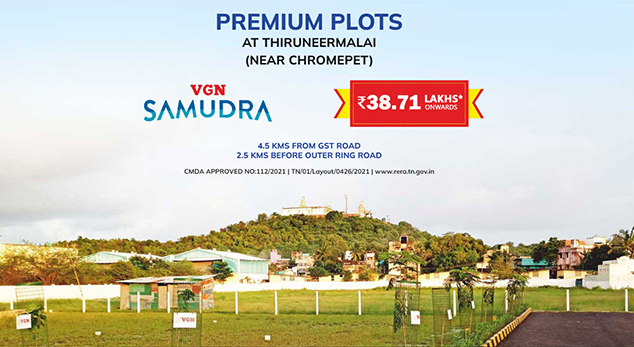 PREMIUM PLOTS
AT THIRUNEERMALAI
(NEAR CHROMEPET)
VGN
SAMUDRA
₹38.71 LAKHS*
ONWARDS
4.5 KMS FROM GST ROAD
2.5 KMS BEFORE OUTER RING ROAD
CMDA APPROVED NO:112/2021 | TN/01/Layout/0426/2021 | www.rera.tn.gov.in
VGN
VGN